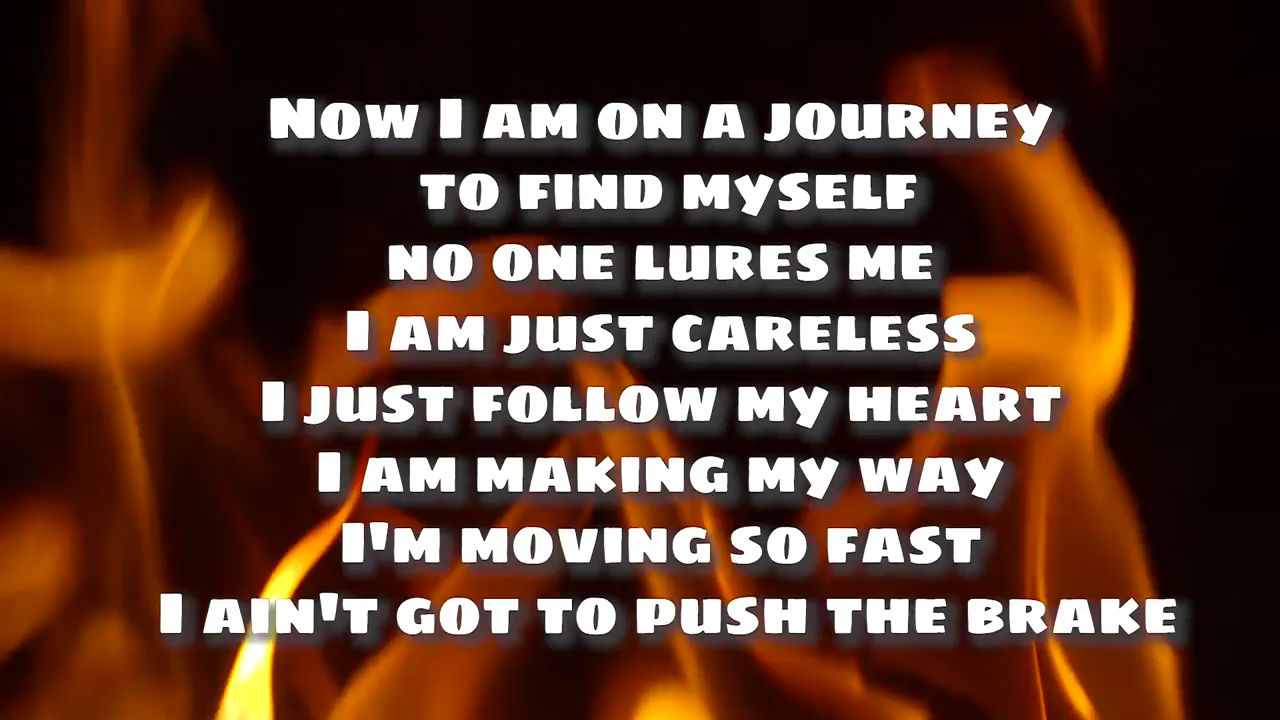 Now I am on a journey
to find myself
no one lures me
I am just careless
I just follow my heart
I am making my way
I'm moving so fast
I ain't got to push the brake